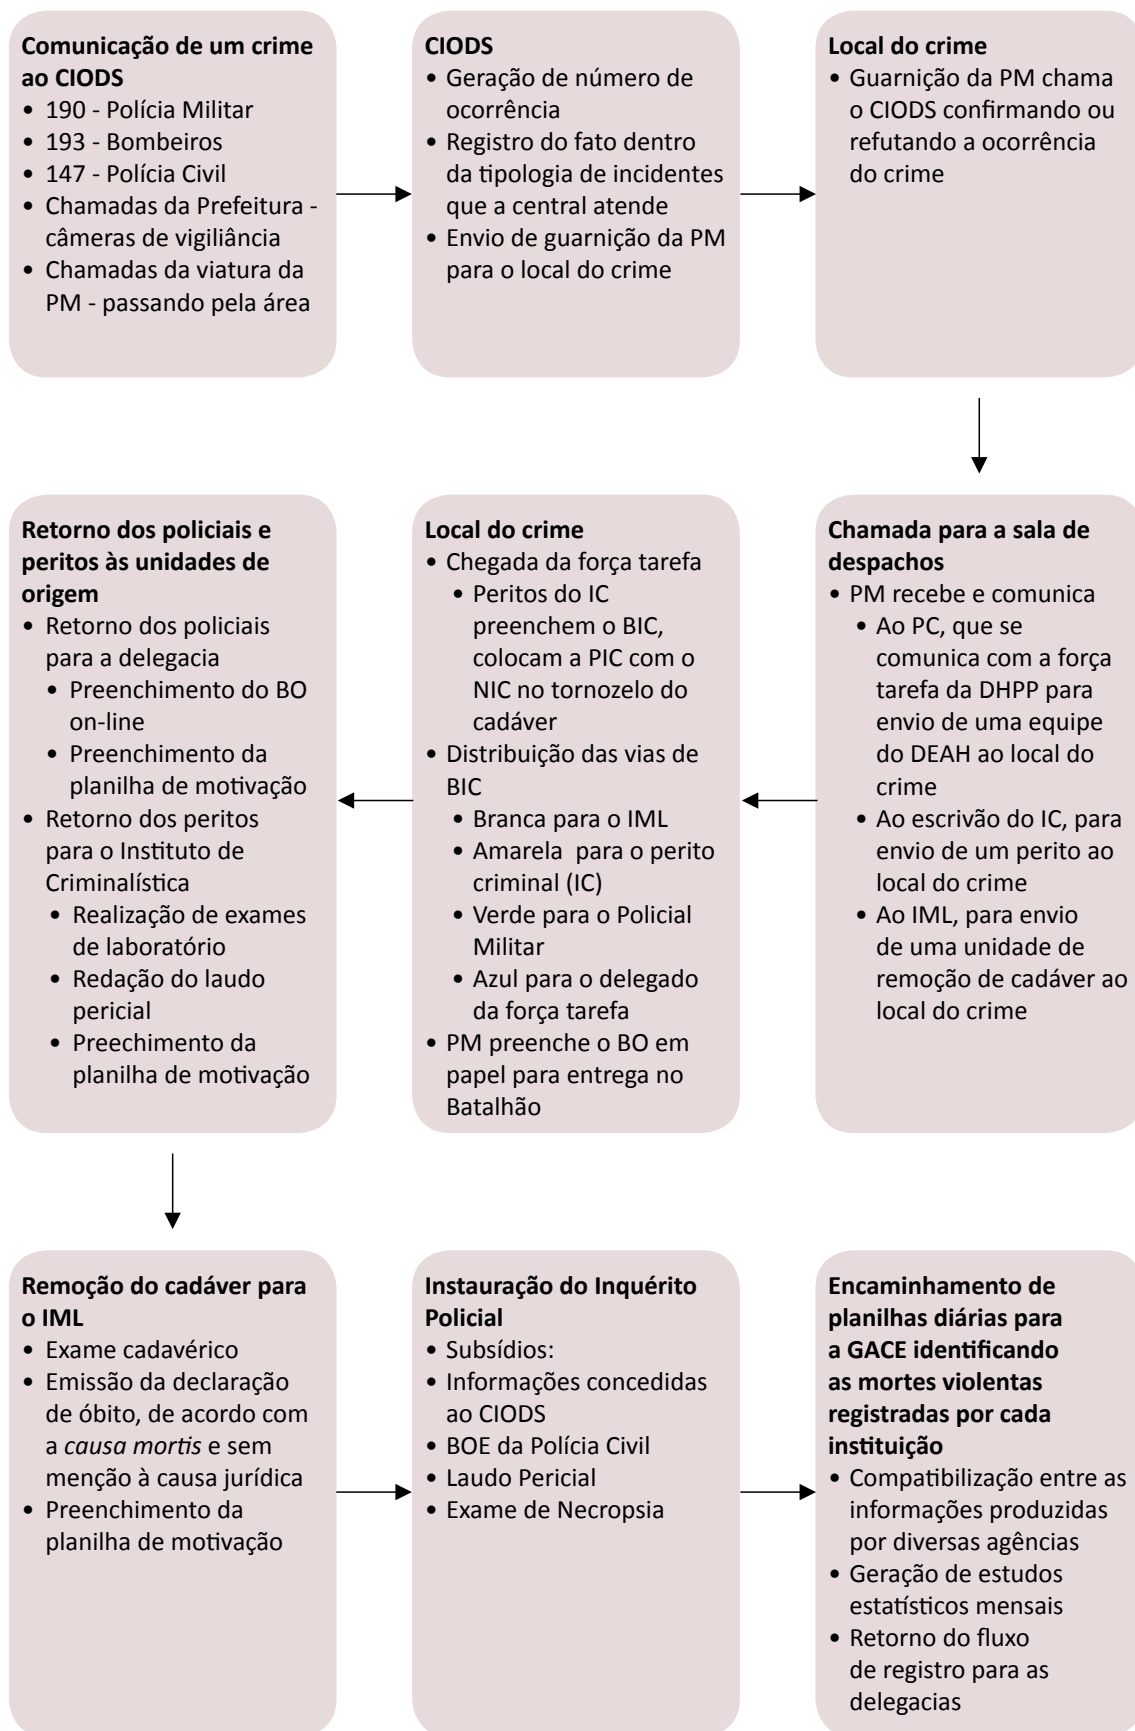 Comunicação de um crime
ao CIODS
• 190 - Polícia Militar
• 193 - Bombeiros
• 147 - Polícia Civil
• Chamadas da Prefeitura -
câmeras de vigiliância
• Chamadas da viatura da
PM - passando pela área
CIODS
• Geração de número de
ocorrência
• Registro do fato dentro
da tipologia de incidentes
que a central atende
• Envio de guarnição da PM
para o local do crime
Local do crime
• Guarnição da PM chama
o CIODS confirmando ou
refutando a ocorrência
do crime
Chamada para a sala de
despachos
• PM recebe e comunica
• Ao PC, que se
comunica com a força
tarefa da DHPP para
envio de uma equipe
do DEAH ao local do
crime
• Ao escrivão do IC, para
envio de um perito ao
local do crime
• Ao IML, para envio
de uma unidade de
remoção de cadáver ao
local do crime
Local do crime
• Chegada da força tarefa
• Peritos do IC
preenchem o BIC,
colocam a PIC com o
NIC no tornozelo do
cadáver
• Distribuição das vias de
BIC
• Branca para o IML
• Amarela para o perito
criminal (IC)
• Verde para o Policial
Militar
• Azul para o delegado
da força tarefa
• PM preenche o BO em
papel para entrega no
Batalhão
Retorno dos policiais e
peritos às unidades de
origem
• Retorno dos policiais
para a delegacia
• Preenchimento do BO
on-line
• Preenchimento da
planilha de motivação
• Retorno dos peritos
para o Instituto de
Criminalística
• Realização de exames
de laboratório
• Redação do laudo
pericial
• Preechimento da
planilha de motivação
Remoção do cadáver para
o IML
• Exame cadavérico
• Emissão da declaração
de óbito, de acordo com
a causa mortis e sem
menção à causa jurídica
• Preenchimento da
planilha de motivação
Instauração do Inquérito
Policial
• Subsídios:
• Informações concedidas
ao CIODS
• BOE da Polícia Civil
• Laudo Pericial
• Exame de Necropsia
Encaminhamento de
planilhas diárias para
a GACE identificando
as mortes violentas
registradas por cada
instituição
• Compatibilização entre as
informações produzidas
por diversas agências
• Geração de estudos
estatísticos mensais
• Retorno do fluxo
de registro para as
delegacias